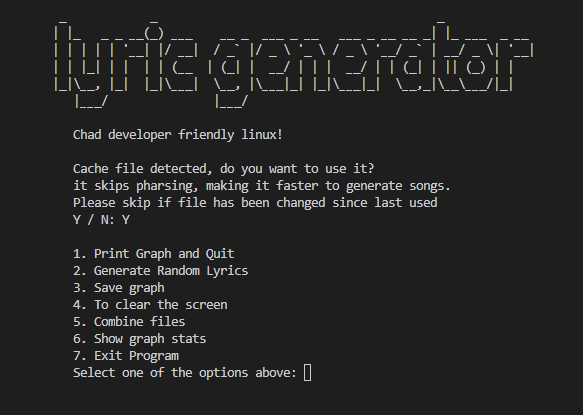 lyric generator
Chad developer friendly linux!
Cache file detected, do you want to use it?
it skips pharsing, making it faster to generate songs.
Please skip if file has been changed since last used
Y / N: Y
1. Print Graph and Quit
2. Generate Random Lyrics
3. Save graph
4. To clear the screen
5. Combine files
6. Show graph stats
7. Exit Program
Select one of the options above: